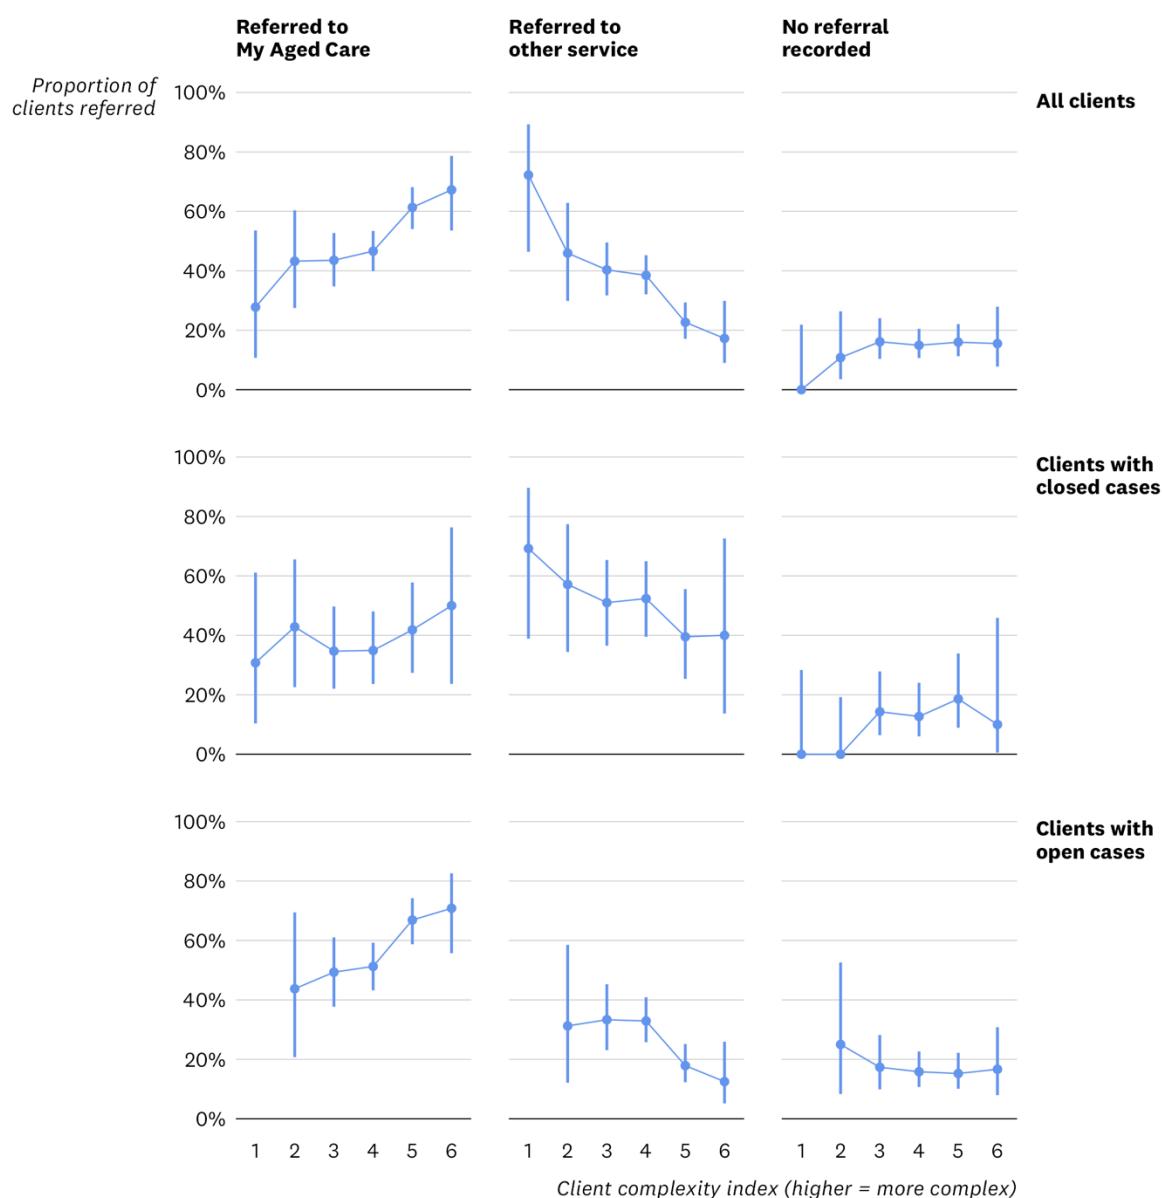 Referred to
My Aged Care
Referred to
other service
No referral
recorded
Proportion of
clients referred
All clients
100%
80%
60%
40%
20%
0%
Clients with
closed cases
100%
80%
60%
40%
20%
0%
Clients with
open cases
100%
80%
60%
40%
20%
0%
1 2 3 4 5 6 1 2 3 4 5 6 1 2 3 4 5 6
Client complexity index (higher = more complex)